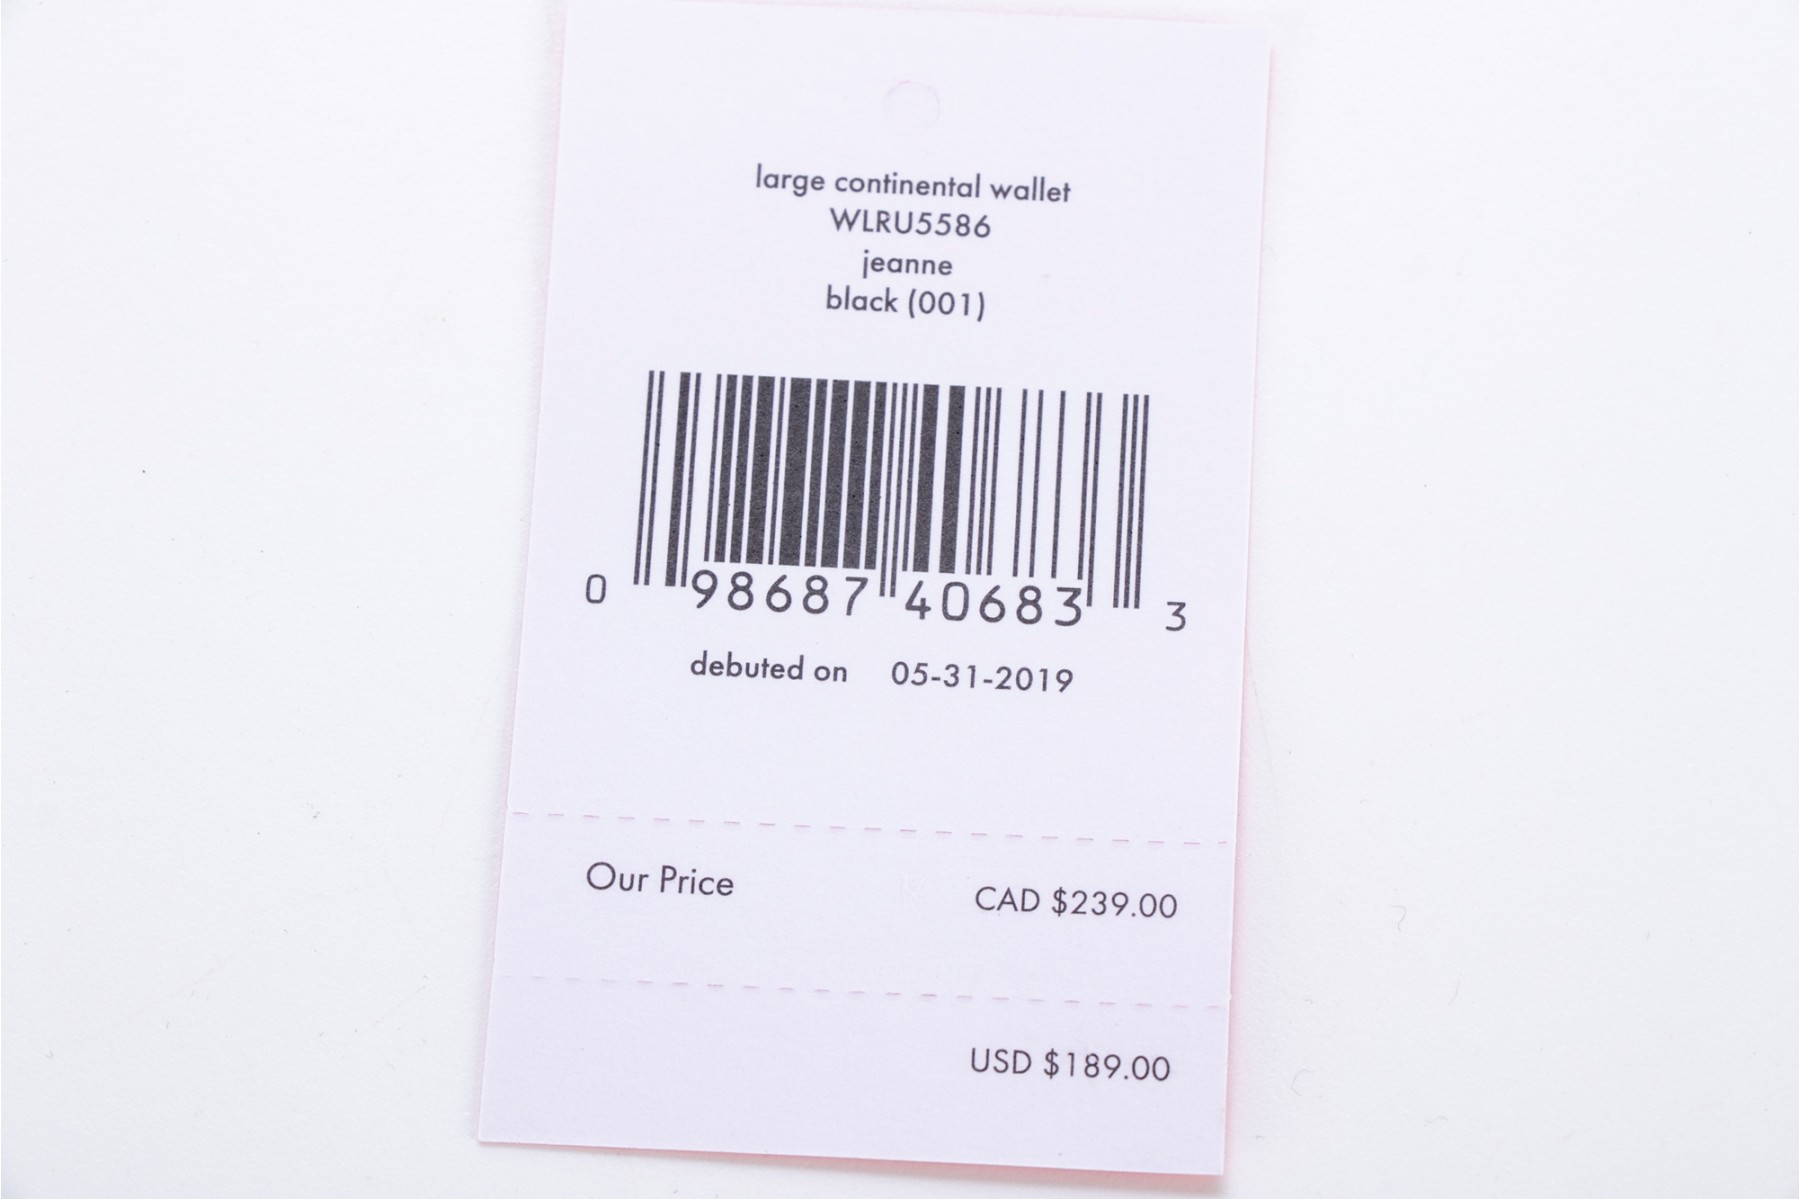 large continental wallet
WLRU5586
jeanne
black (001)
0 98687 40683 3
debuted on 05-31-2019
Our Price CAD $239.00
USD $189.00